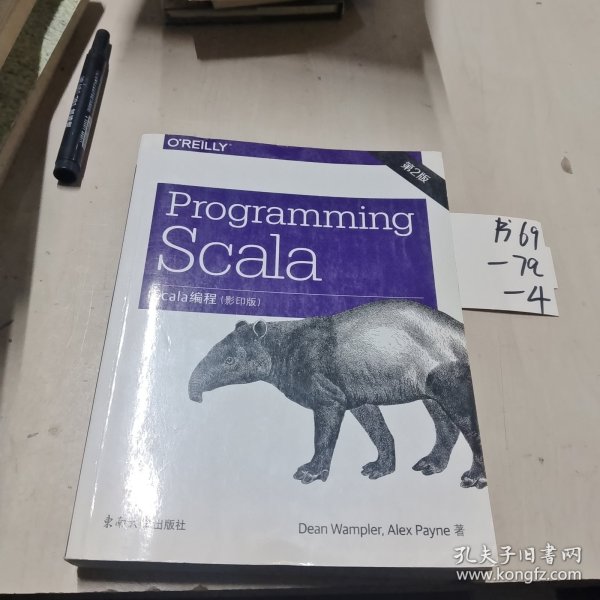 O'REILLY
第2版
Programming
Scala
Scala编程(影印版)
东南大学出版社
Dean Wampler, Alex Payne 著
书69
-7a
-4
孔夫子旧书网
www.kongfz.com